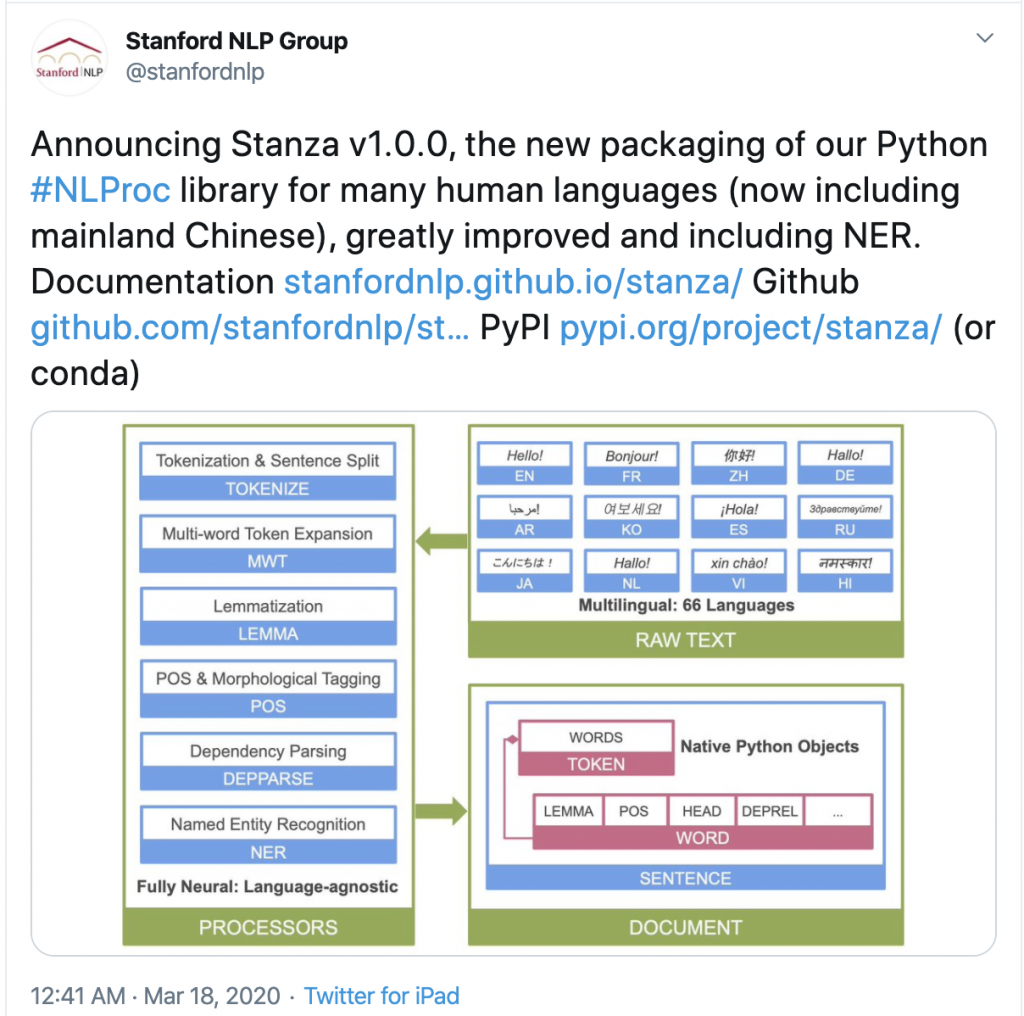 Stanford NLP Group
Stanford NLP
@stanfordnlp
Announcing Stanza v1.0.0, the new packaging of our Python
#NLProc library for many human languages (now including
mainland Chinese), greatly improved and including NER.
Documentation stanfordnlp.github.io/stanza/ Github
github.com/stanfordnlp/st... PyPI pypi.org/project/stanza/ (or
conda)
Tokenization & Sentence Split
TOKENIZE
Multi-word Token Expansion
MWT
Lemmatization
LEMMA
POS & Morphological Tagging
POS
Dependency Parsing
DEPPARSE
Named Entity Recognition
NER
Fully Neural: Language-agnostic
PROCESSORS
Hello! Bonjour! 你好! Hallo!
EN FR ZH DE
مرحبا! 여보세요! ¡Hola! Здравствуйте!
AR KO ES RU
こんにちは! Hallo! xin chào! नमस्कार!
JA NL VI HI
Multilingual: 66 Languages
RAW TEXT
WORDS
TOKEN
Native Python Objects
LEMMA POS HEAD DEPREL ...
WORD
SENTENCE
DOCUMENT
12:41 AM · Mar 18, 2020 · Twitter for iPad